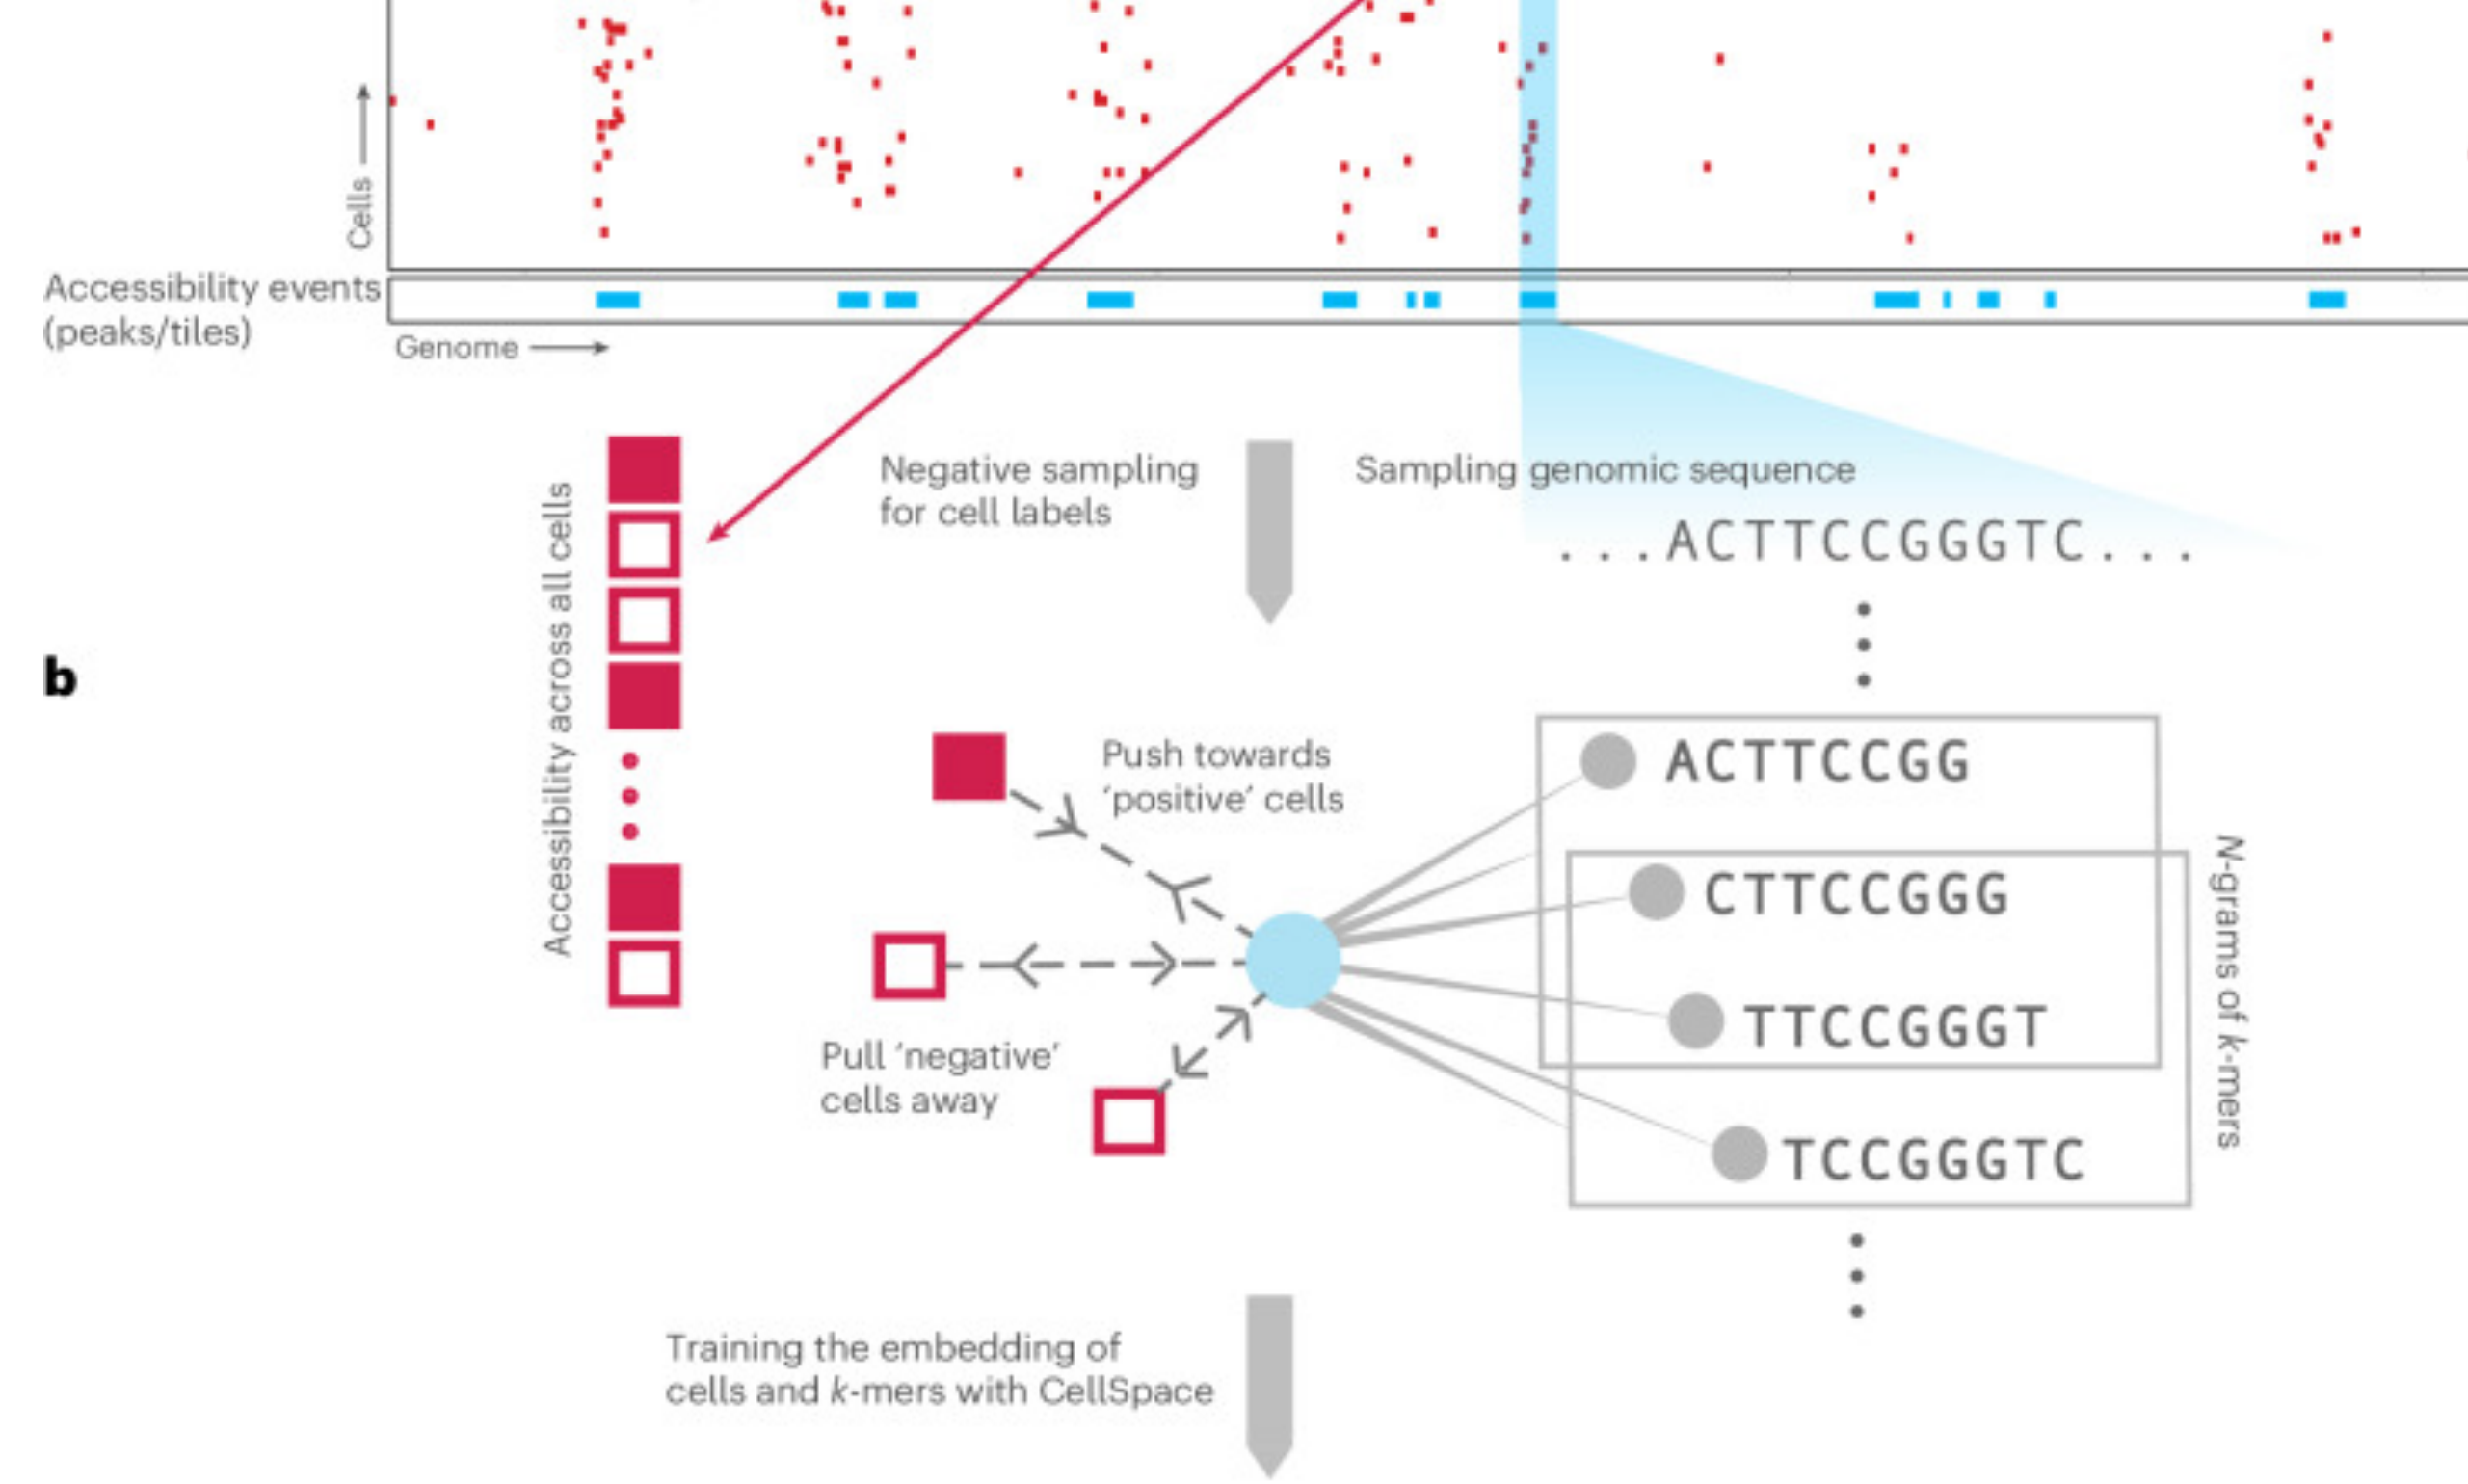 Cells
Accessibility events
(peaks/tiles)
Genome
Negative sampling
for cell labels
Sampling genomic sequence
...ACTTCCGGGTC...
Accessibility across all cells
b
Push towards
‘positive’ cells
ACTTCCGG
CTTCCGGG
TTCCGGGT
TCCGGGTC
N-grams of k-mers
Pull ‘negative’
cells away
Training the embedding of
cells and k-mers with CellSpace